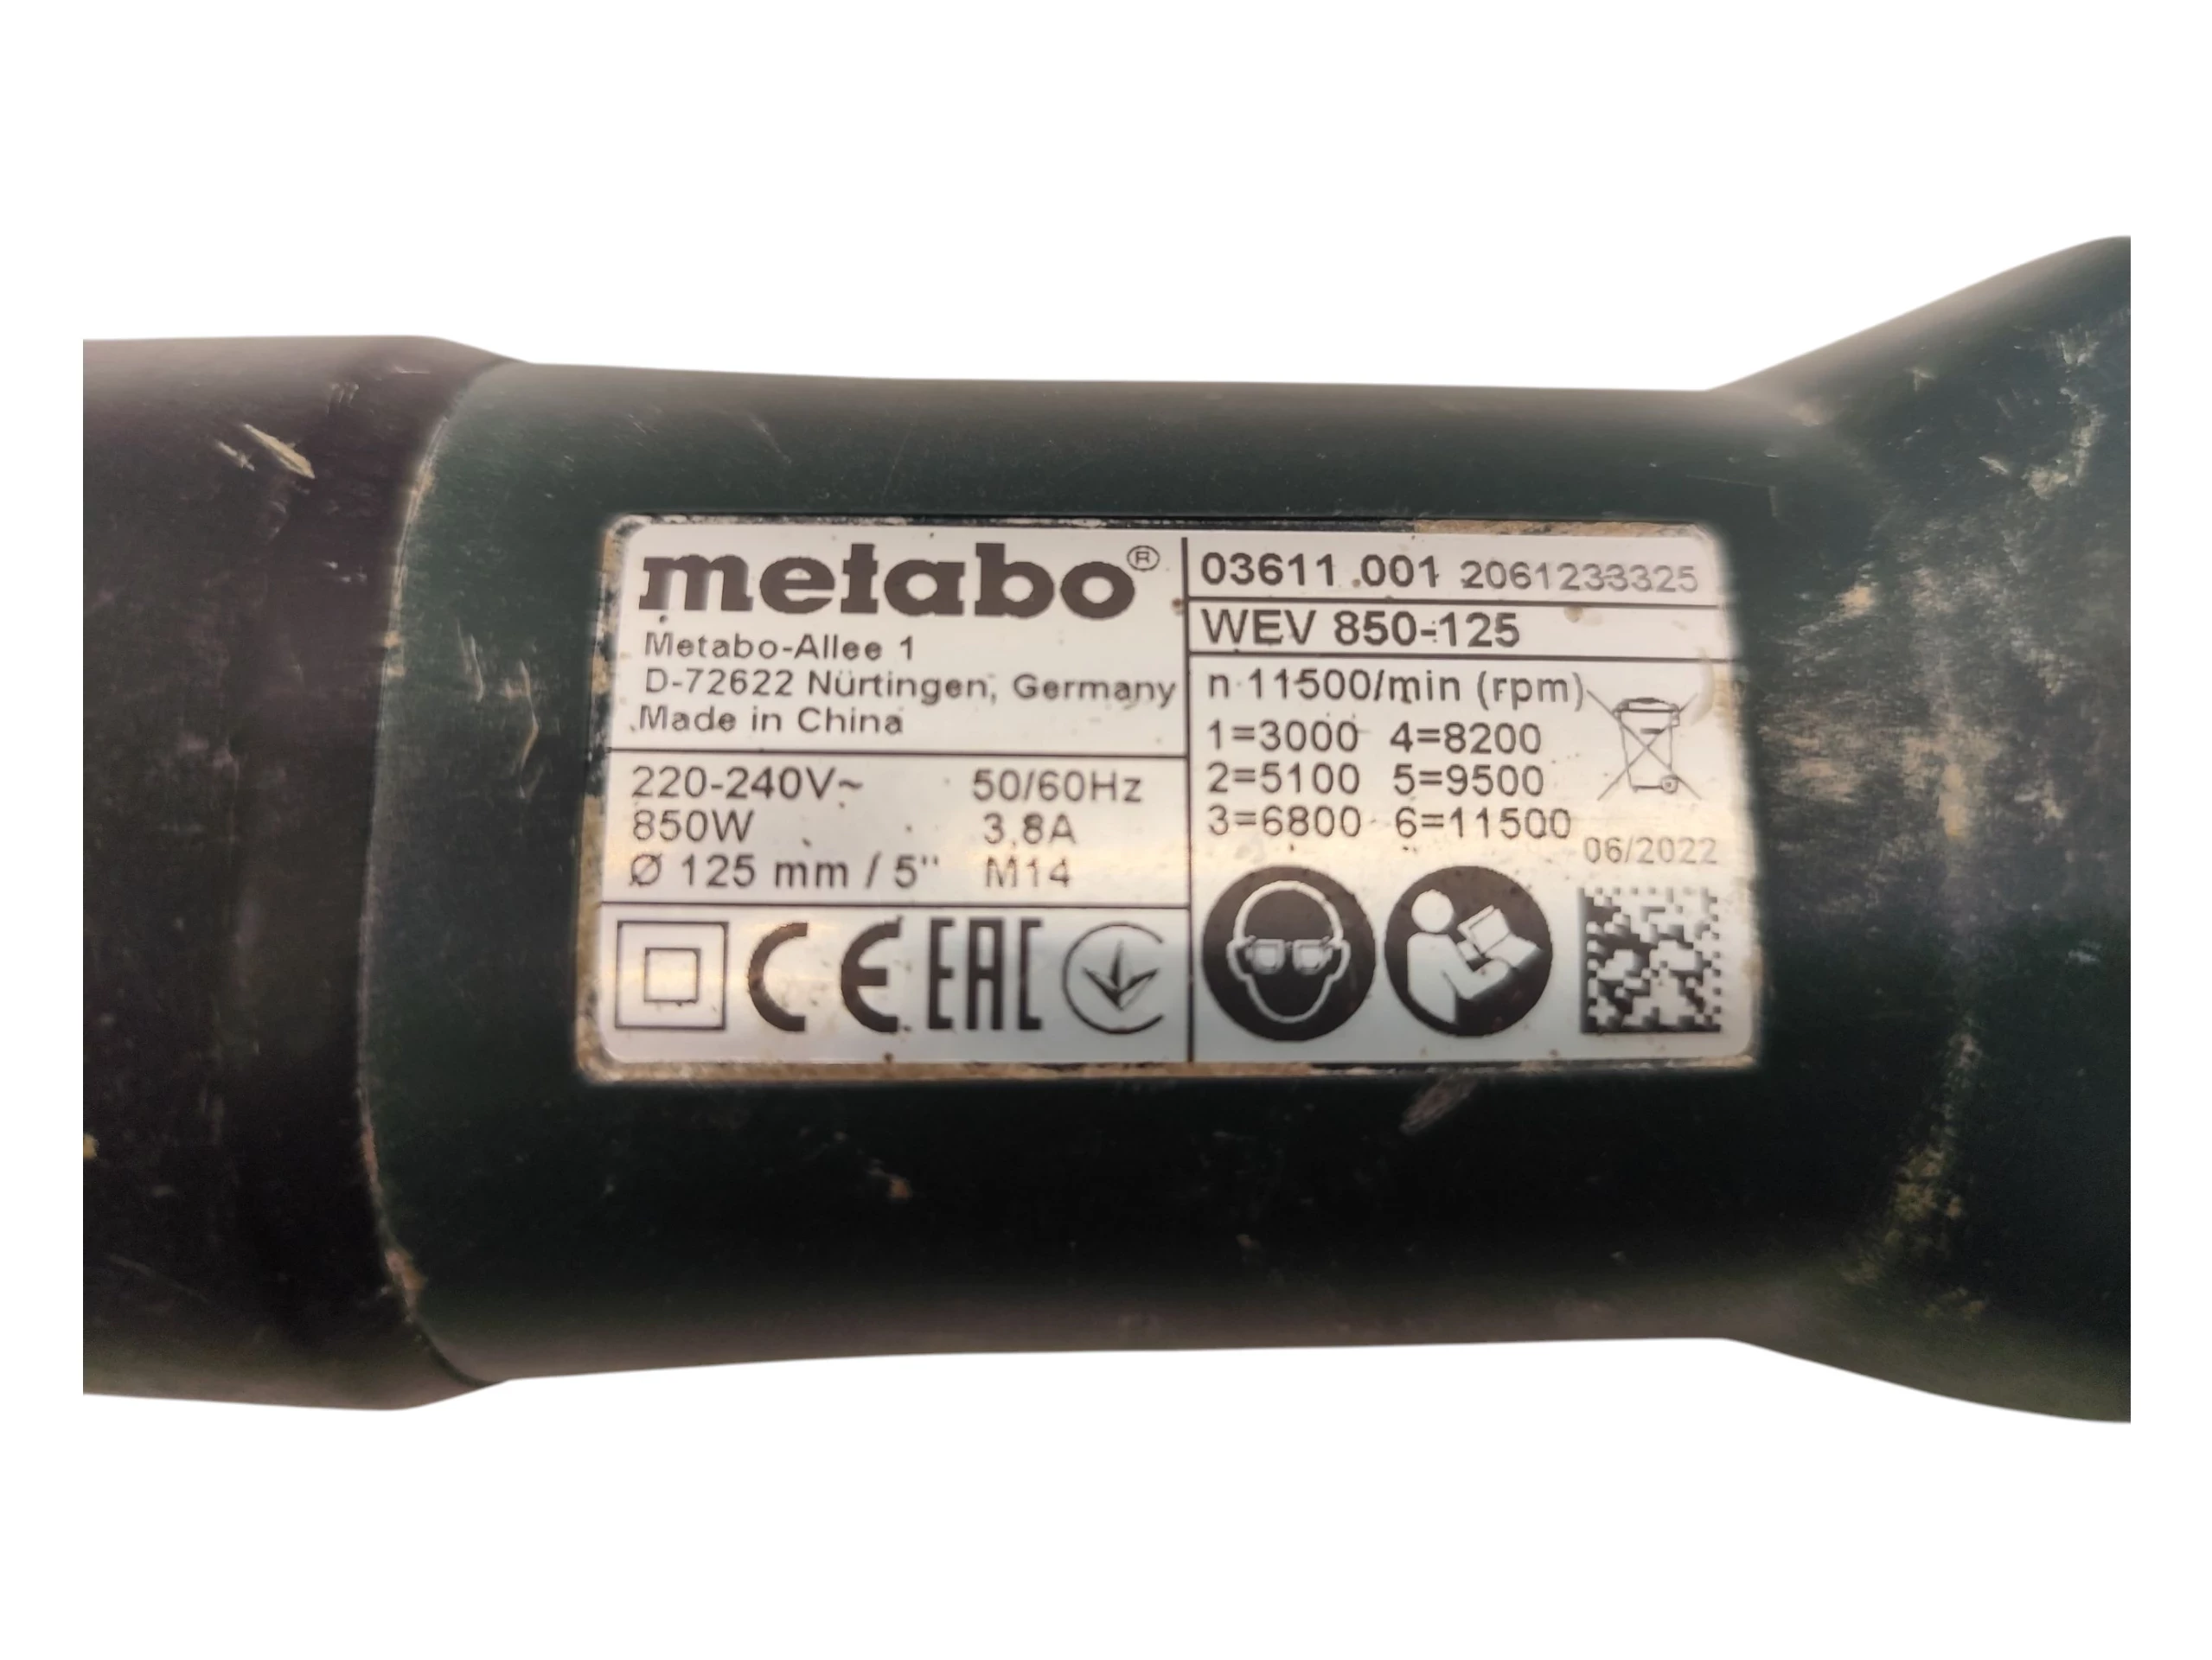 metabo®
Metabo-Allee 1
D-72622 Nürtingen, Germany
Made in China
220-240V~ 50/60Hz
850W 3,8A
Ø 125 mm / 5" M14
CE EAC
03611.001 2061233325
WEV 850-125
n 11500/min (rpm)
1=3000 4=8200
2=5100 5=9500
3=6800 6=11500
06/2022